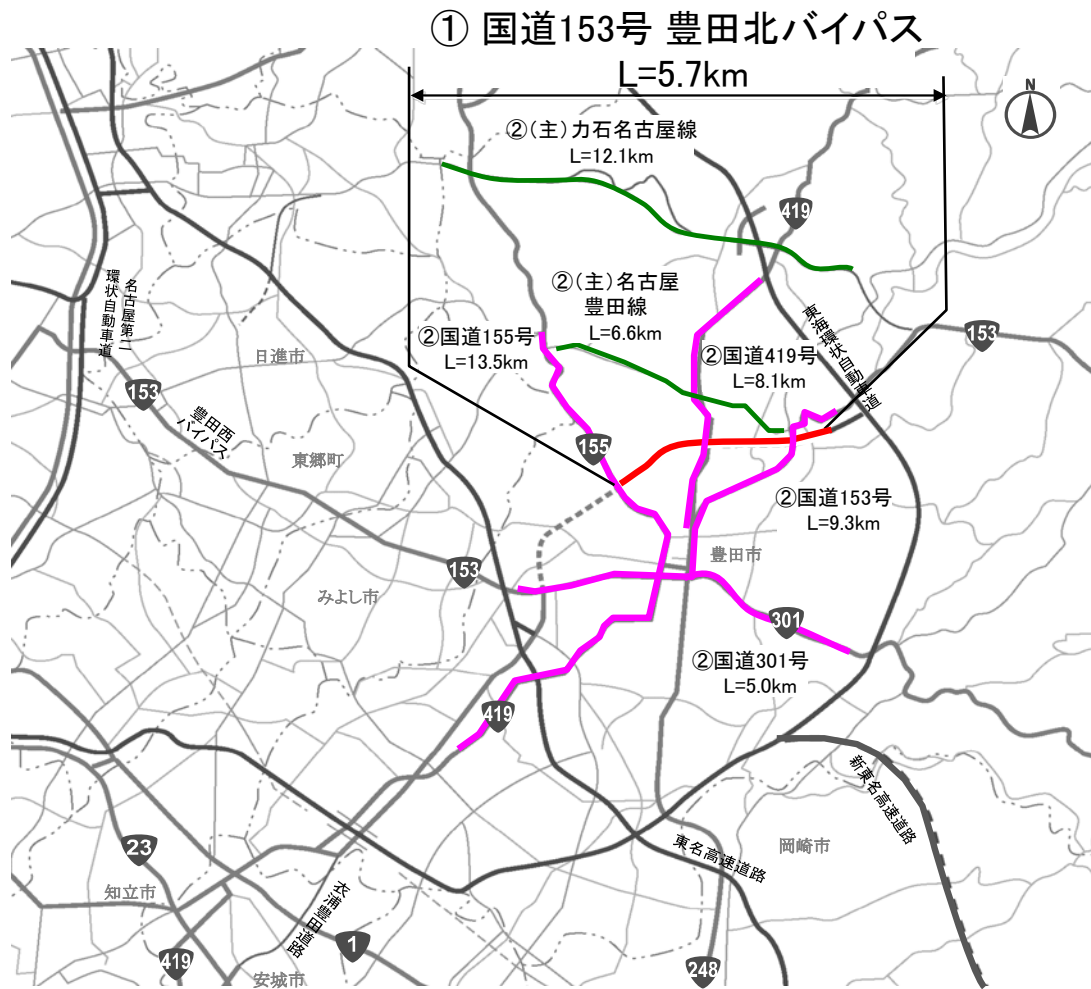 ① 国道153号 豊田北バイパス
L=5.7km
N
②(主)力石名古屋線
L=12.1km
419
②(主)名古屋
豊田線
L=6.6km
②国道155号
L=13.5km
②国道419号
L=8.1km
東海環状自動車道
153
名古屋第二
環状自動車道
日進市
153
豊田西
バイパス
東郷町
155
②国道153号
L=9.3km
豊田市
153
みよし市
301
②国道301号
L=5.0km
419
新東名高速道路
23
東名高速道路
岡崎市
知立市
衣浦豊田道路
1
419
安城市
248